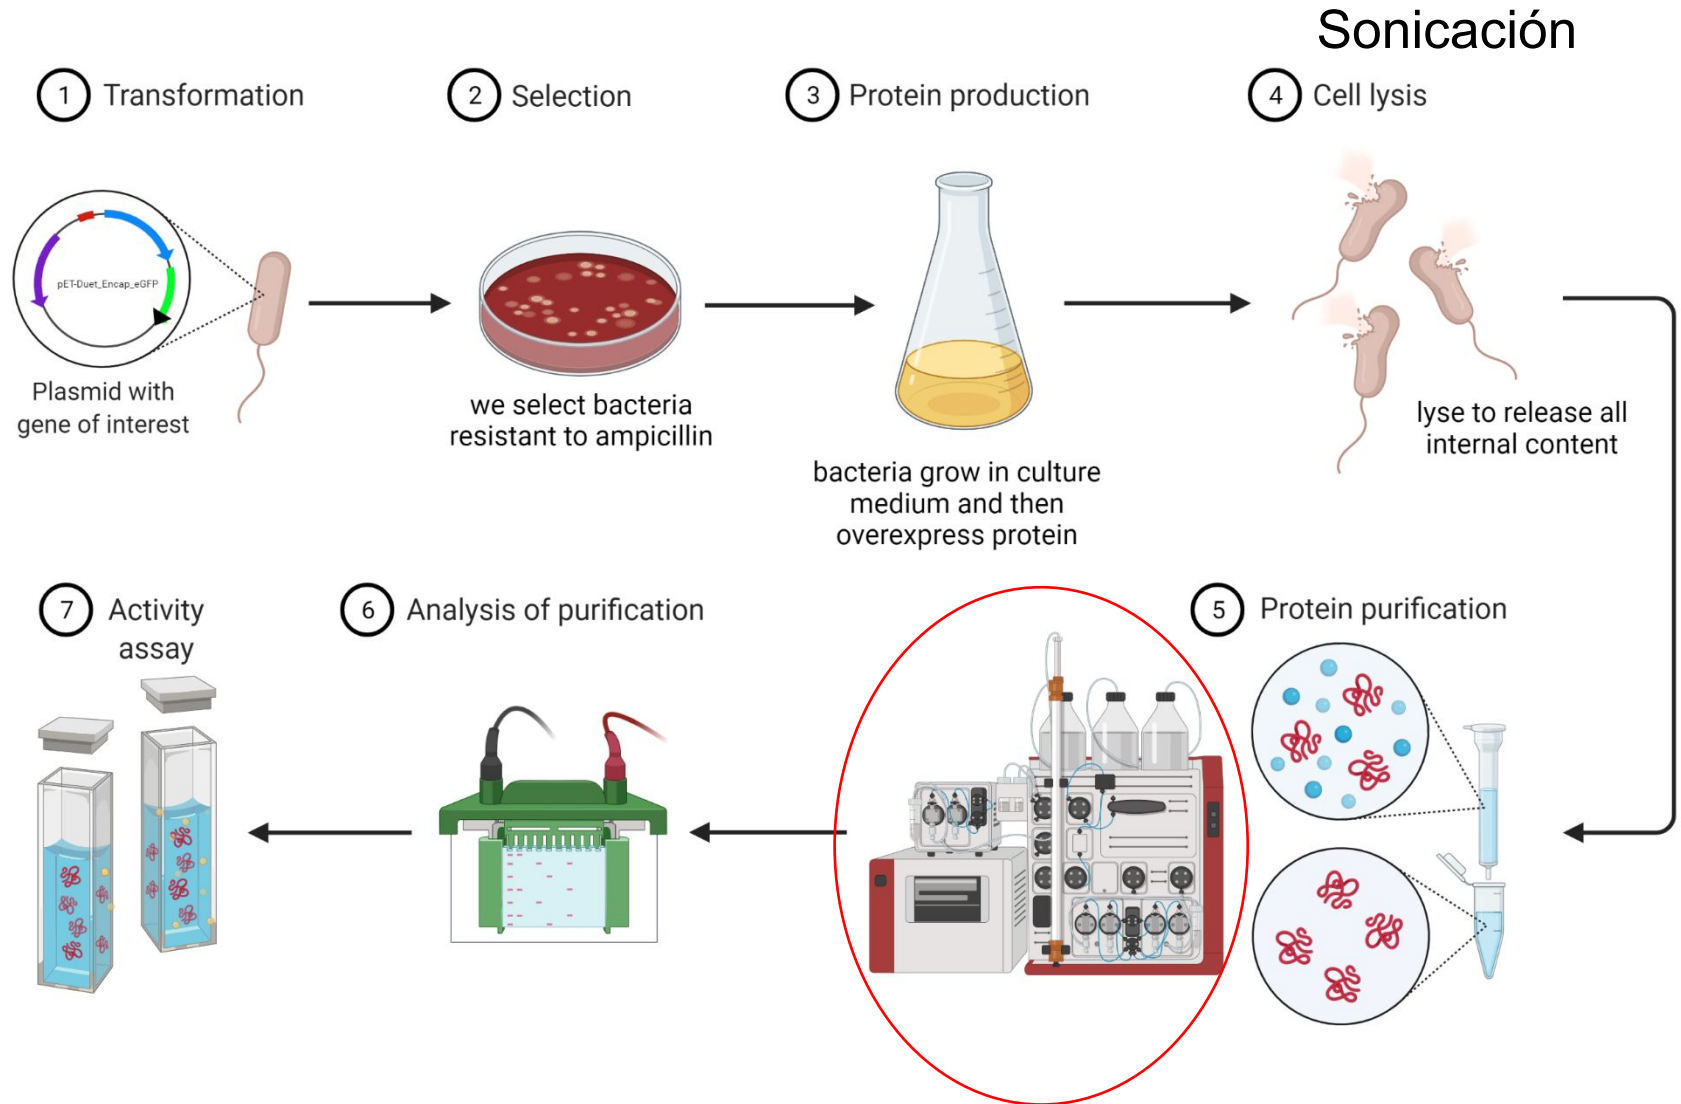 Sonicación
1 Transformation
2 Selection
3 Protein production
4 Cell lysis
pET-Duet_Encap_eGFP
Plasmid with
gene of interest
we select bacteria
resistant to ampicillin
bacteria grow in culture
medium and then
overexpress protein
lyse to release all
internal content
7 Activity
assay
6 Analysis of purification
5 Protein purification